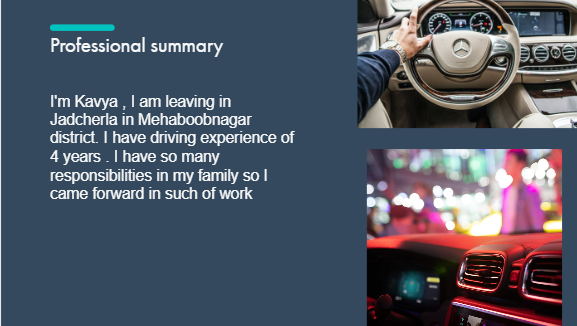 Professional summary
I'm Kavya , I am leaving in
Jadcherla in Mehaboobnagar
district. I have driving experience of
4 years . I have so many
responsibilities in my family so I
came forward in such of work